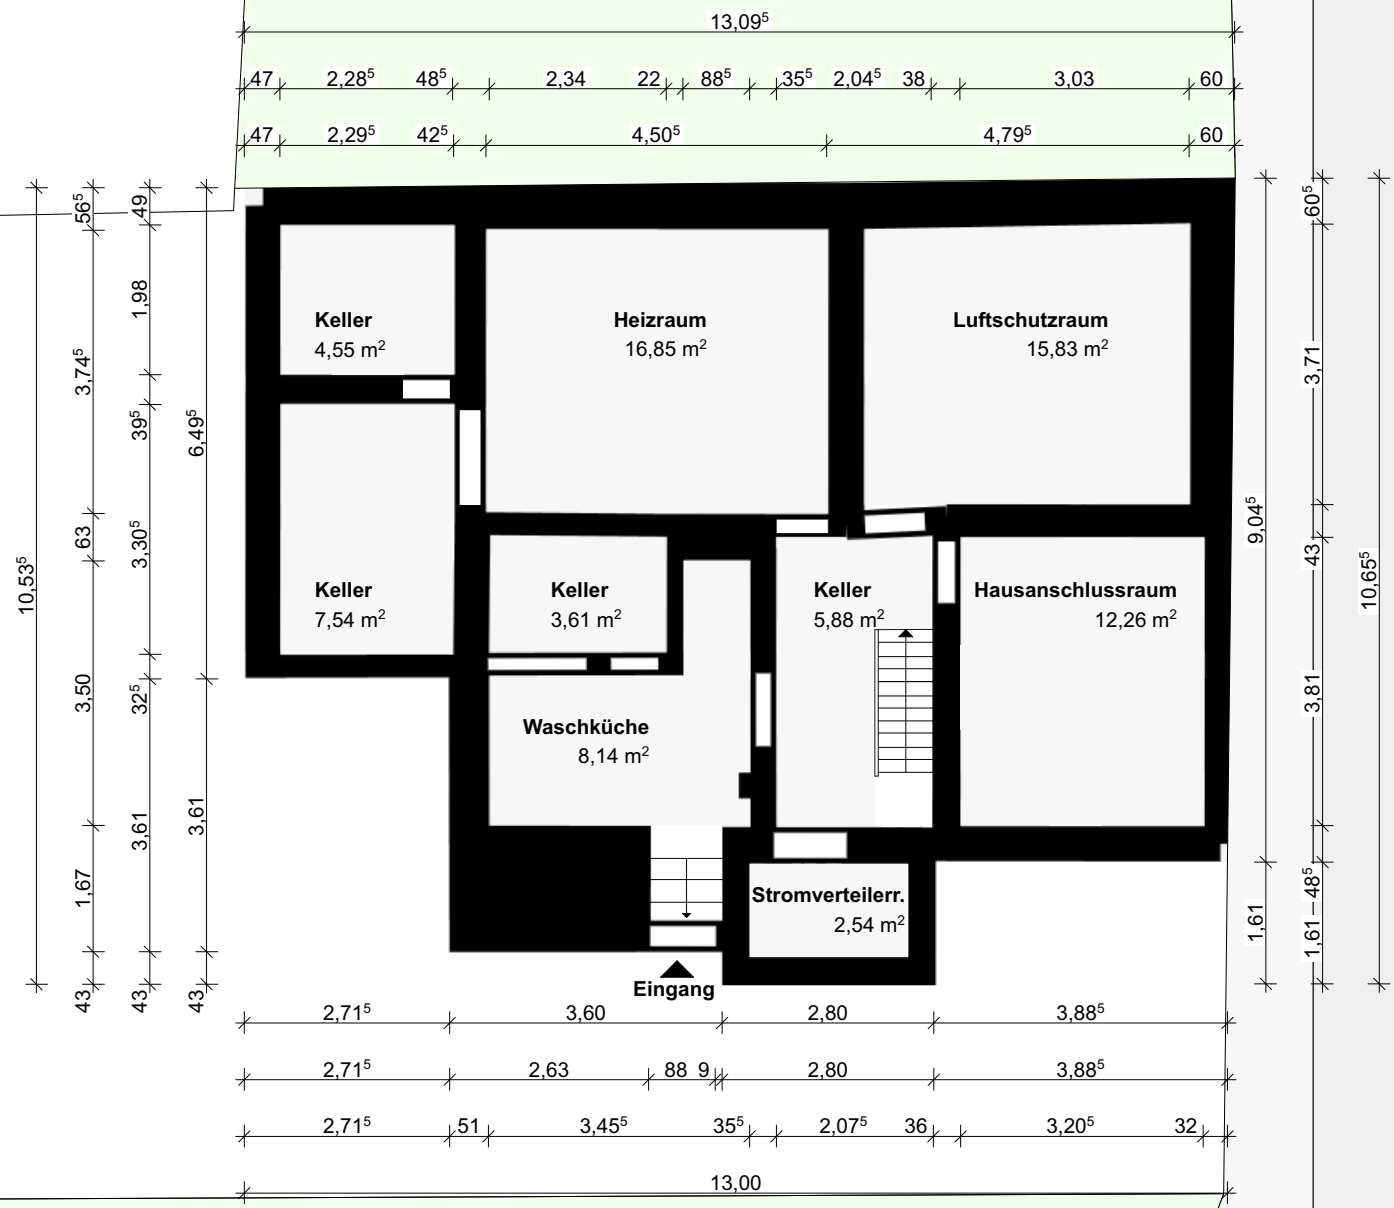 13,09⁵
47 2,28⁵ 48⁵ 2,34 22 88⁵ 35⁵ 2,04⁵ 38 3,03 60
47 2,29⁵ 42⁵ 4,50⁵ 4,79⁵ 60
10,53⁵
56⁵ 3,74⁵ 63 3,50 1,67 43
49 1,98 39⁵ 3,30⁵ 32⁵ 3,61 43
6,49⁵ 3,61 43
Keller
4,55 m²
Heizraum
16,85 m²
Luftschutzraum
15,83 m²
Keller
7,54 m²
Keller
3,61 m²
Keller
5,88 m²
Hausanschlussraum
12,26 m²
Waschküche
8,14 m²
Stromverteilerr.
2,54 m²
Eingang
9,04⁵ 1,61
60⁵ 3,71 43 3,81 48⁵ 1,61
10,65⁵
2,71⁵ 3,60 2,80 3,88⁵
2,71⁵ 2,63 88 9 2,80 3,88⁵
2,71⁵ 51 3,45⁵ 35⁵ 2,07⁵ 36 3,20⁵ 32
13,00